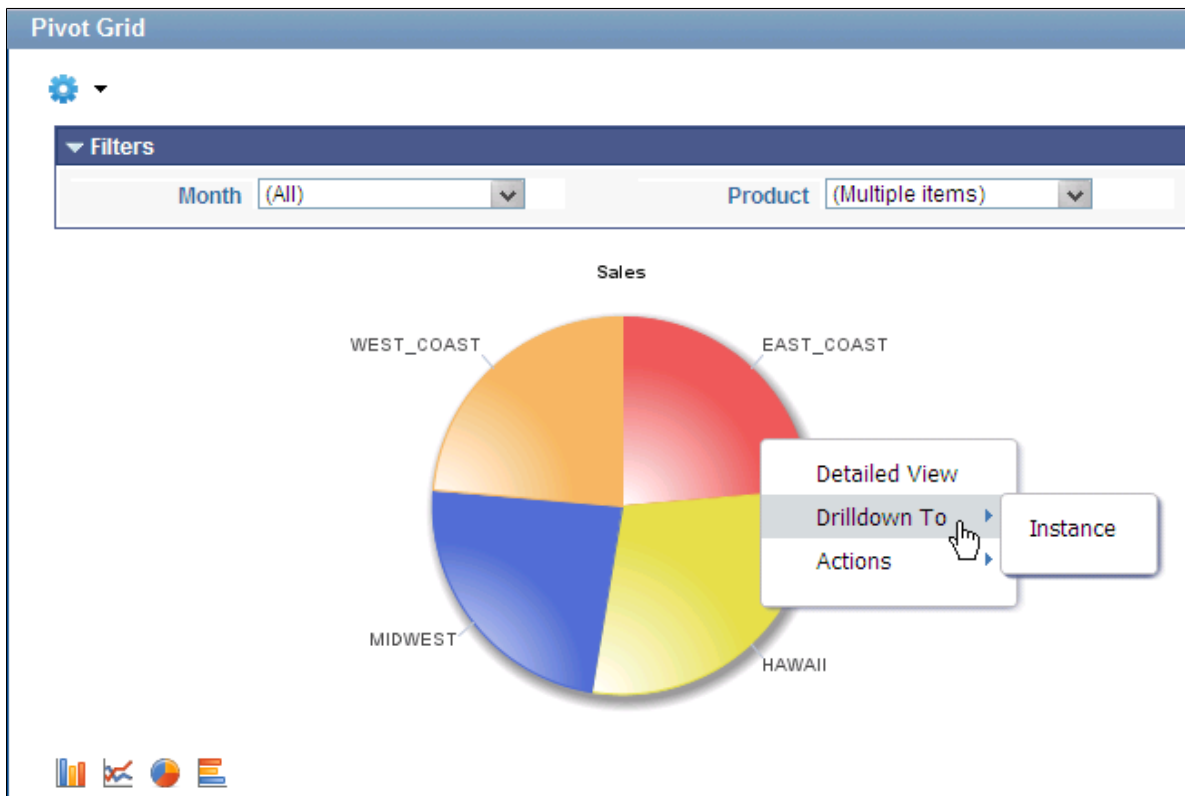 Pivot Grid
Filters
Month (All) Product (Multiple items)
Sales
WEST_COAST EAST_COAST
Detailed View
Drilldown To
Instance
Actions
MIDWEST
HAWAII